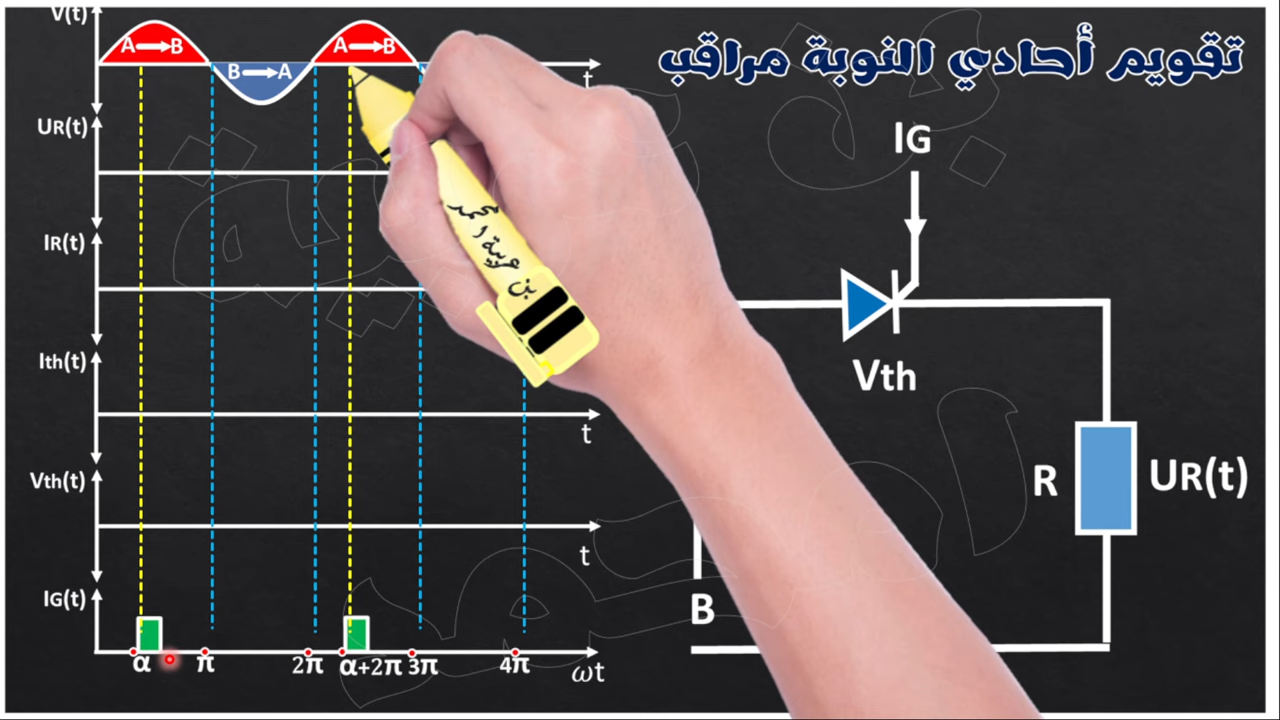 تقويم أحادي النوبة مراقب
V(t)
A B
B A
A B
t
UR(t)
IR(t)
Ith(t)
t
Vth(t)
t
IG(t)
α π 2π α+2π 3π 4π ωt
IG
Vth
R UR(t)
B